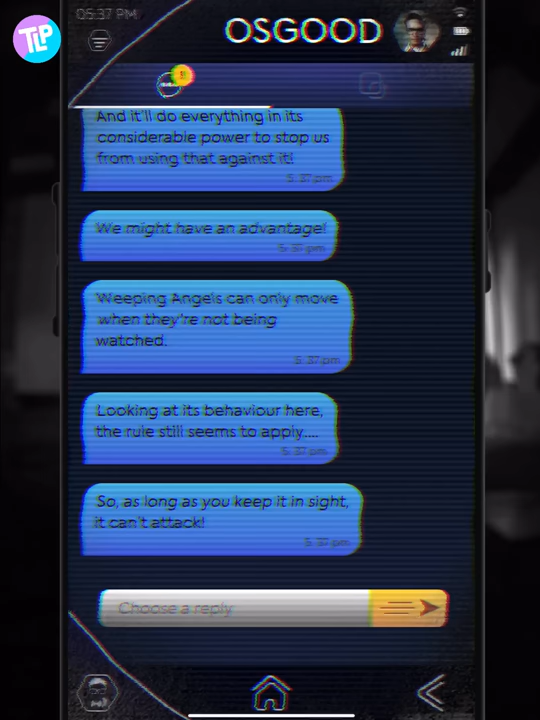 TLP
05:37 PM
OSGOOD
And it'll do everything in its
considerable power to stop us
from using that against it!
5:37 pm
We might have an advantage!
5:37 pm
Weeping Angels can only move
when they're not being
watched.
5:37 pm
Looking at its behaviour here,
the rule still seems to apply....
5:37 pm
So, as long as you keep it in sight,
it can't attack!
5:37 pm
Choose a reply